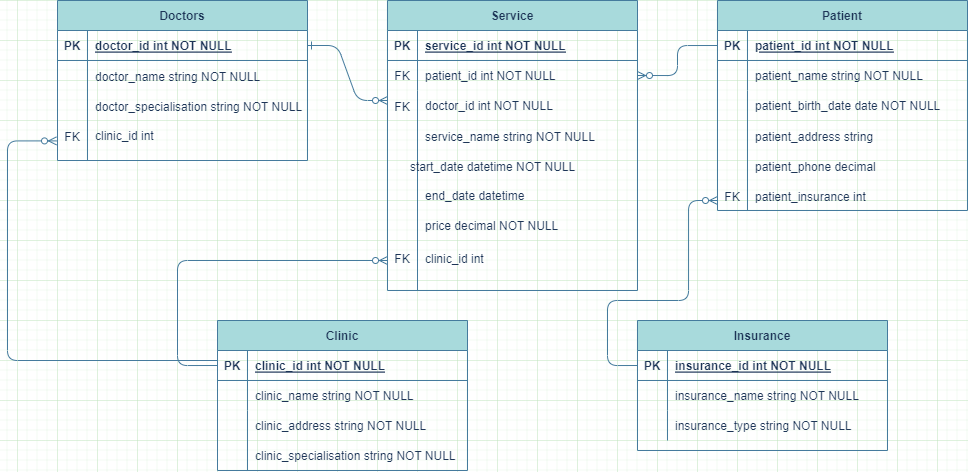 Doctors
PK doctor_id int NOT NULL
doctor_name string NOT NULL
doctor_specialisation string NOT NULL
FK clinic_id int
Service
PK service_id int NOT NULL
FK patient_id int NOT NULL
FK doctor_id int NOT NULL
service_name string NOT NULL
start_date datetime NOT NULL
end_date datetime
price decimal NOT NULL
FK clinic_id int
Patient
PK patient_id int NOT NULL
patient_name string NOT NULL
patient_birth_date date NOT NULL
patient_address string
patient_phone decimal
FK patient_insurance int
Clinic
PK clinic_id int NOT NULL
clinic_name string NOT NULL
clinic_address string NOT NULL
clinic_specialisation string NOT NULL
Insurance
PK insurance_id int NOT NULL
insurance_name string NOT NULL
insurance_type string NOT NULL